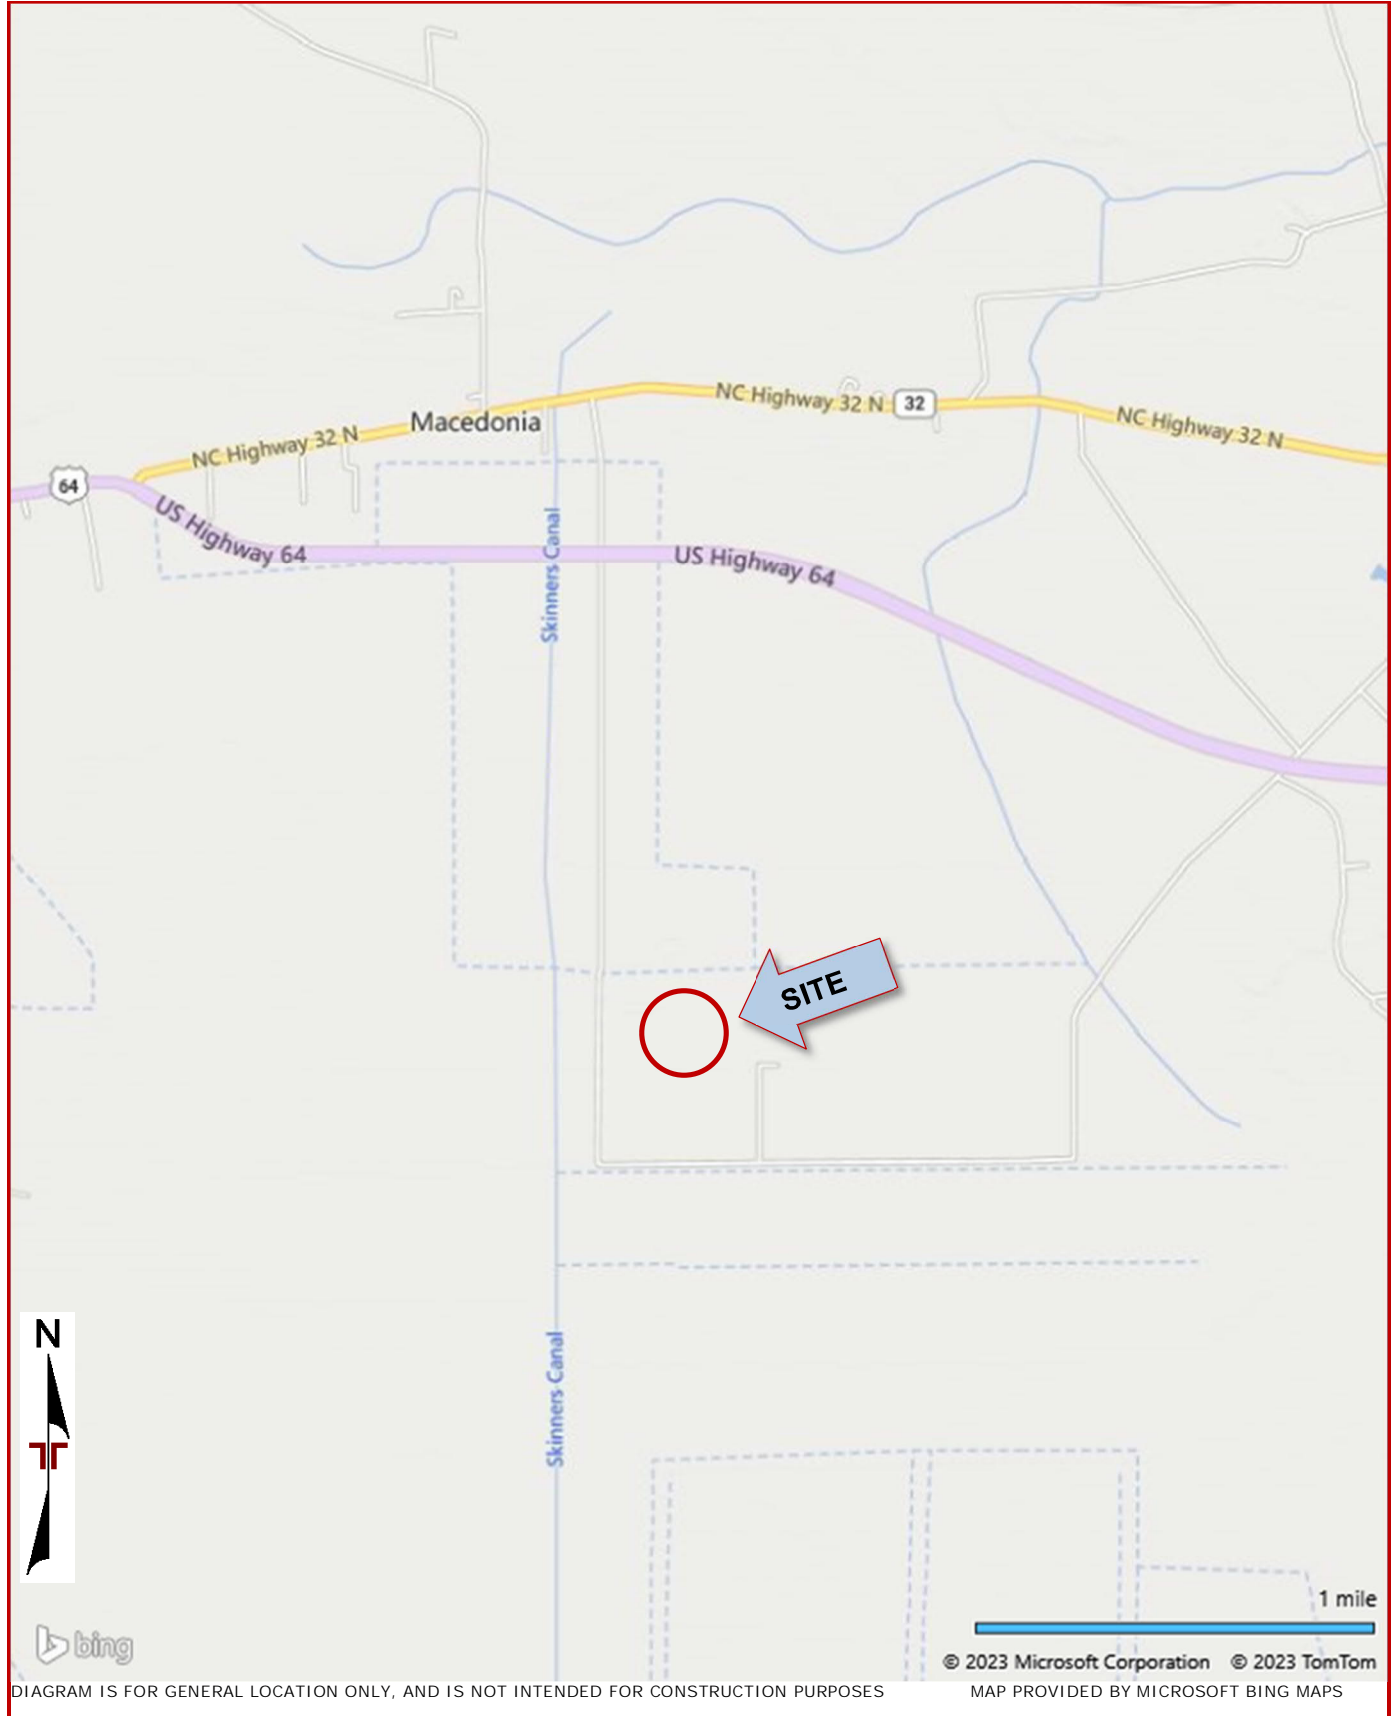 NC Highway 32 N
32
Macedonia
NC Highway 32 N
NC Highway 32 N
64
US Highway 64
US Highway 64
Skinners Canal
SITE
N
Skinners Canal
1 mile
bing
© 2023 Microsoft Corporation © 2023 TomTom
DIAGRAM IS FOR GENERAL LOCATION ONLY, AND IS NOT INTENDED FOR CONSTRUCTION PURPOSES
MAP PROVIDED BY MICROSOFT BING MAPS